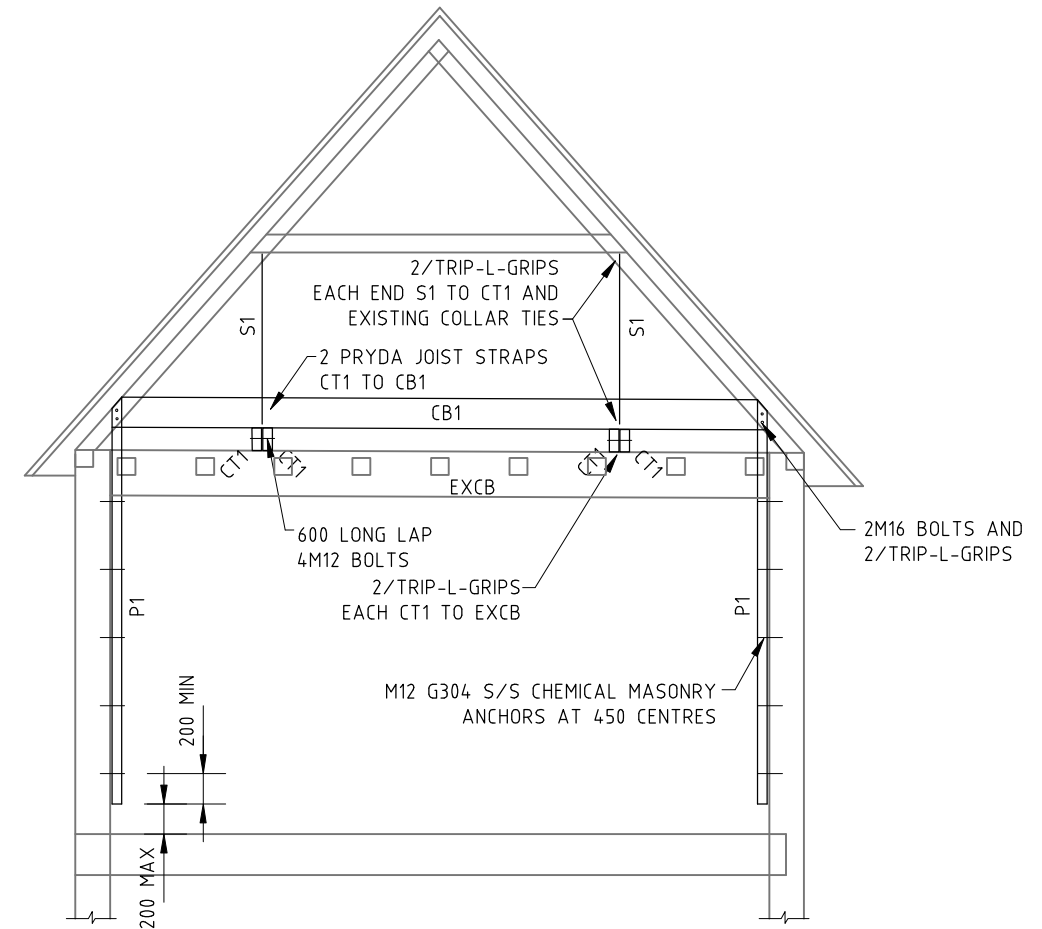 2/TRIP-L-GRIPS
EACH END S1 TO CT1 AND
EXISTING COLLAR TIES
S1
S1
2 PRYDA JOIST STRAPS
CT1 TO CB1
CB1
CT1
CT1
CT1
CT1
EXCB
600 LONG LAP
4M12 BOLTS
2M16 BOLTS AND
2/TRIP-L-GRIPS
2/TRIP-L-GRIPS
EACH CT1 TO EXCB
P1
P1
M12 G304 S/S CHEMICAL MASONRY
ANCHORS AT 450 CENTRES
200 MIN
200 MAX